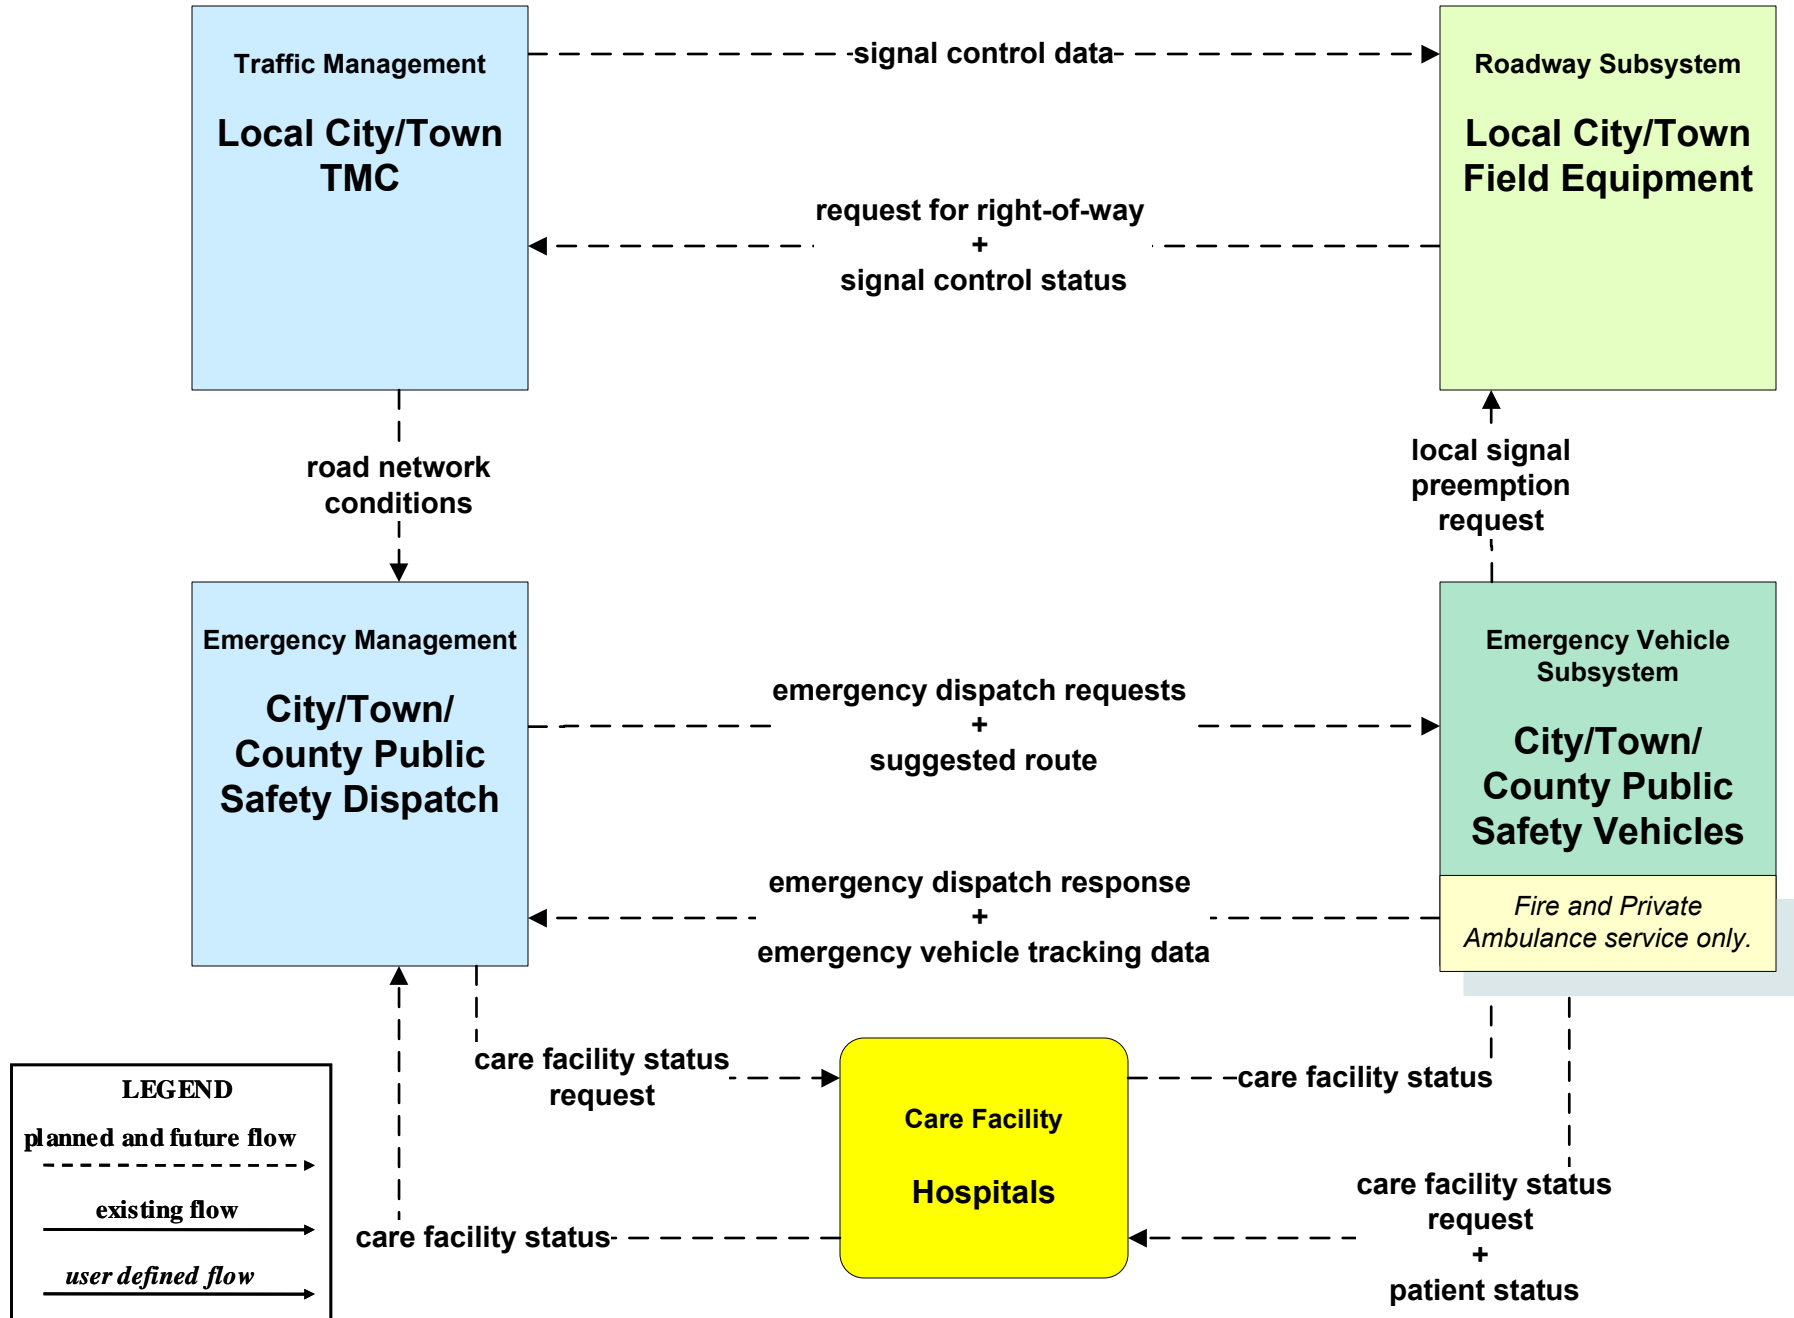 Traffic Management
Local City/Town
TMC
signal control data
Roadway Subsystem
Local City/Town
Field Equipment
request for right-of-way
+
signal control status
road network
conditions
local signal
preemption
request
Emergency Management
City/Town/
County Public
Safety Dispatch
emergency dispatch requests
+
suggested route
Emergency Vehicle
Subsystem
City/Town/
County Public
Safety Vehicles
emergency dispatch response
+
emergency vehicle tracking data
Fire and Private
Ambulance service only.
care facility status
request
Care Facility
Hospitals
care facility status
care facility status
care facility status
request
+
patient status
LEGEND
planned and future flow
existing flow
user defined flow